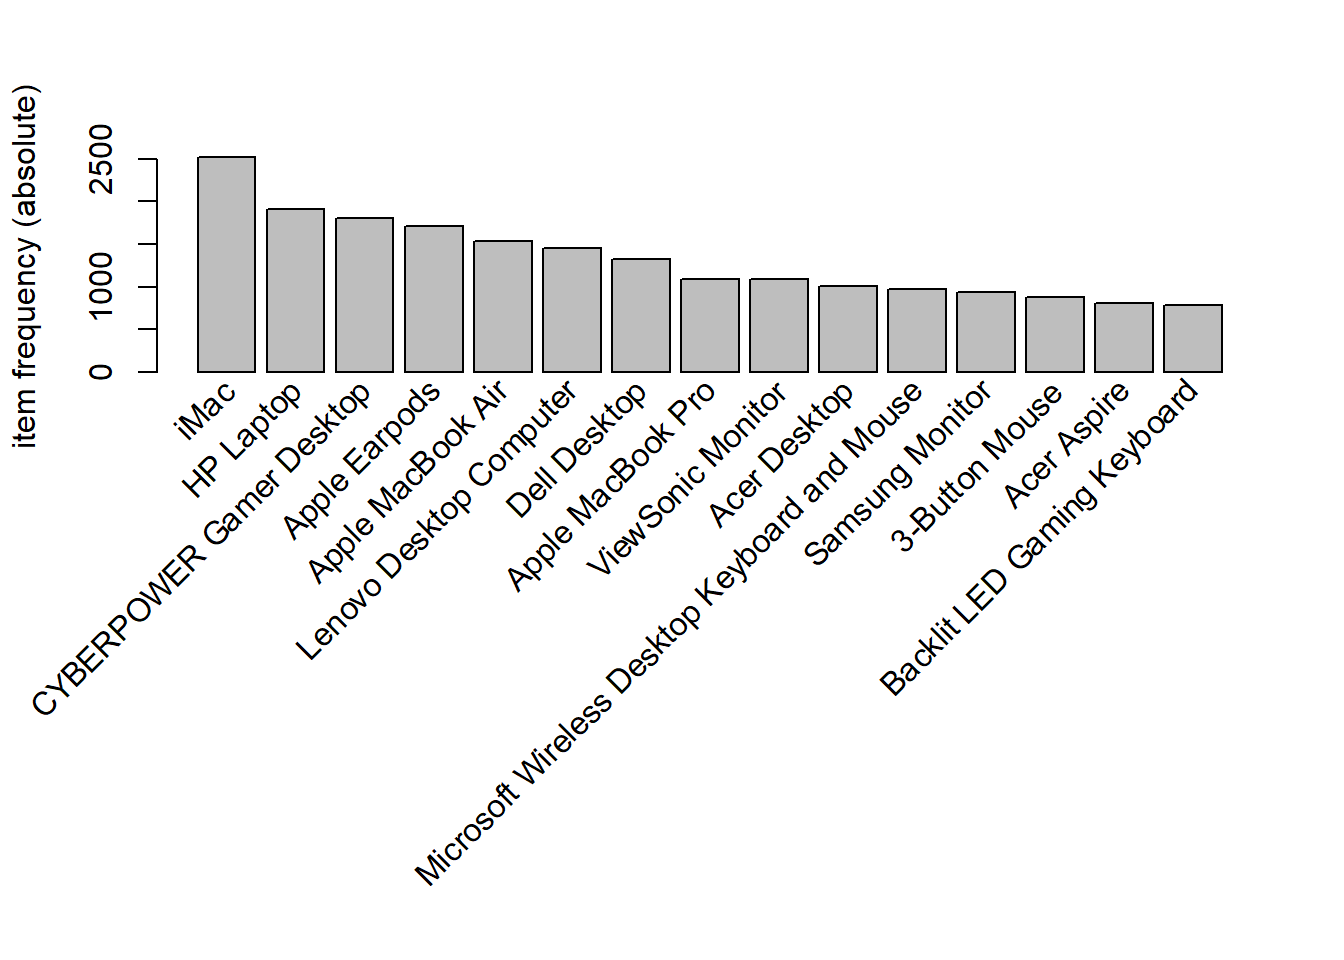 item frequency (absolute)
2500
1000
0
iMac
HP Laptop
CYBERPOWER Gamer Desktop
Apple Earpods
Apple MacBook Air
Lenovo Desktop Computer
Dell Desktop
Apple MacBook Pro
ViewSonic Monitor
Acer Desktop
Microsoft Wireless Desktop Keyboard and Mouse
Samsung Monitor
3-Button Mouse
Acer Aspire
Backlit LED Gaming Keyboard